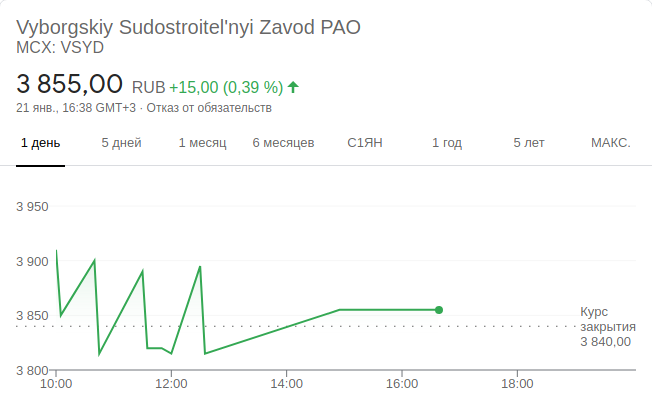 Vyborgskiy Sudostroitel'nyi Zavod PAO
MCX: VSYD
3 855,00 RUB +15,00 (0,39 %)
21 янв., 16:38 GMT+3 · Отказ от обязательств
1 день 5 дней 1 месяц 6 месяцев С1ЯН 1 год 5 лет МАКС.
3 950
3 900
3 850
3 800
Курс
закрытия
3 840,00
10:00 12:00 14:00 16:00 18:00